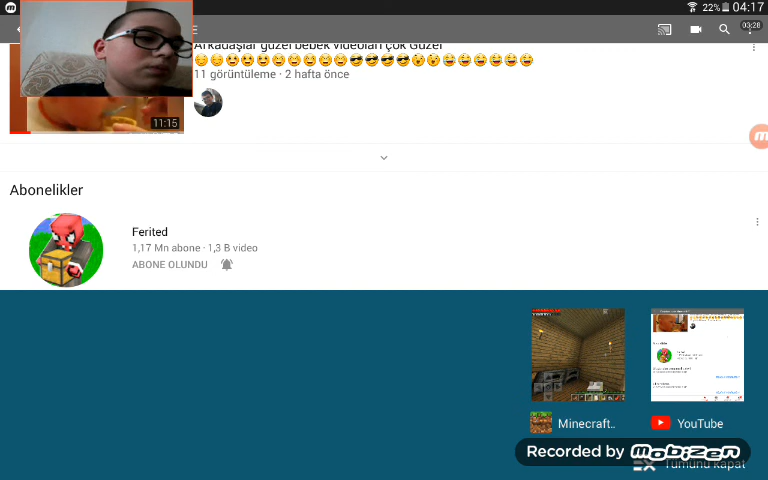 22% 04:17
03:28
Arkadaşlar güzel bebek videoları çok Güzel
11 görüntüleme · 2 hafta önce
11:15
Abonelikler
Ferited
1,17 Mn abone · 1,3 B video
ABONE OLUNDU
Minecraft..
YouTube
Recorded by MOBIZEN
Tümünü kapat